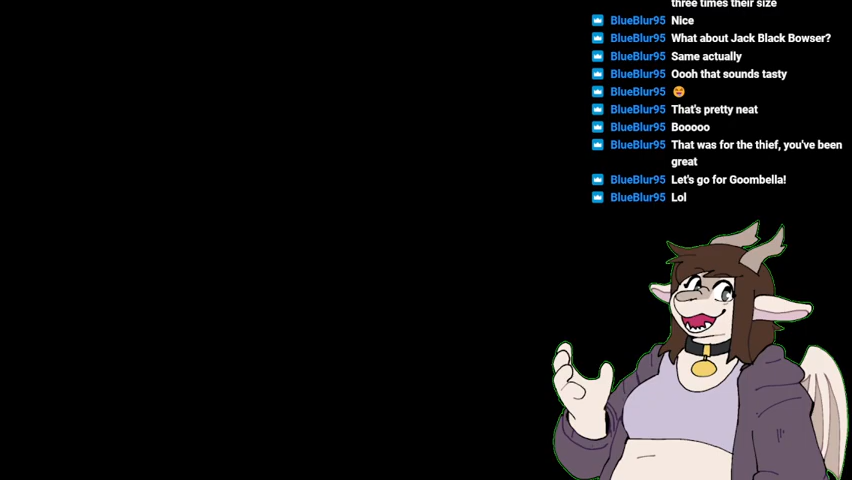 three times their size
BlueBlur95 Nice
BlueBlur95 What about Jack Black Bowser?
BlueBlur95 Same actually
BlueBlur95 Oooh that sounds tasty
BlueBlur95 😄
BlueBlur95 That's pretty neat
BlueBlur95 Booooo
BlueBlur95 That was for the thief, you've been
great
BlueBlur95 Let's go for Goombella!
BlueBlur95 Lol